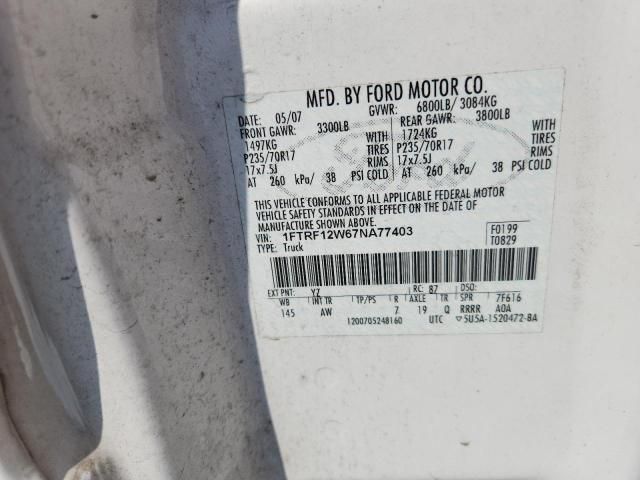 MFD. BY FORD MOTOR CO.
DATE: 05/07 GVWR: 6800LB/ 3084KG
FRONT GAWR: 3300LB REAR GAWR: 3800LB
1497KG WITH 1724KG WITH
P235/70R17 TIRES P235/70R17 TIRES
17x7.5J RIMS 17x7.5J RIMS
AT 260 kPa/ 38 PSI COLD AT 260 kPa/ 38 PSI COLD
THIS VEHICLE CONFORMS TO ALL APPLICABLE FEDERAL MOTOR
VEHICLE SAFETY STANDARDS IN EFFECT ON THE DATE OF
MANUFACTURE SHOWN ABOVE.
VIN: 1FTRF12W67NA77403 F0199
TYPE: Truck T0829
EXT PNT: YZ RC: 87 DSO:
WB INT TR TP/PS R AXLE TR SPR 7F616
145 AW 7 19 Q RRRR AOA
1200705248160 UTC 5U5A-1520472-BA
Ford